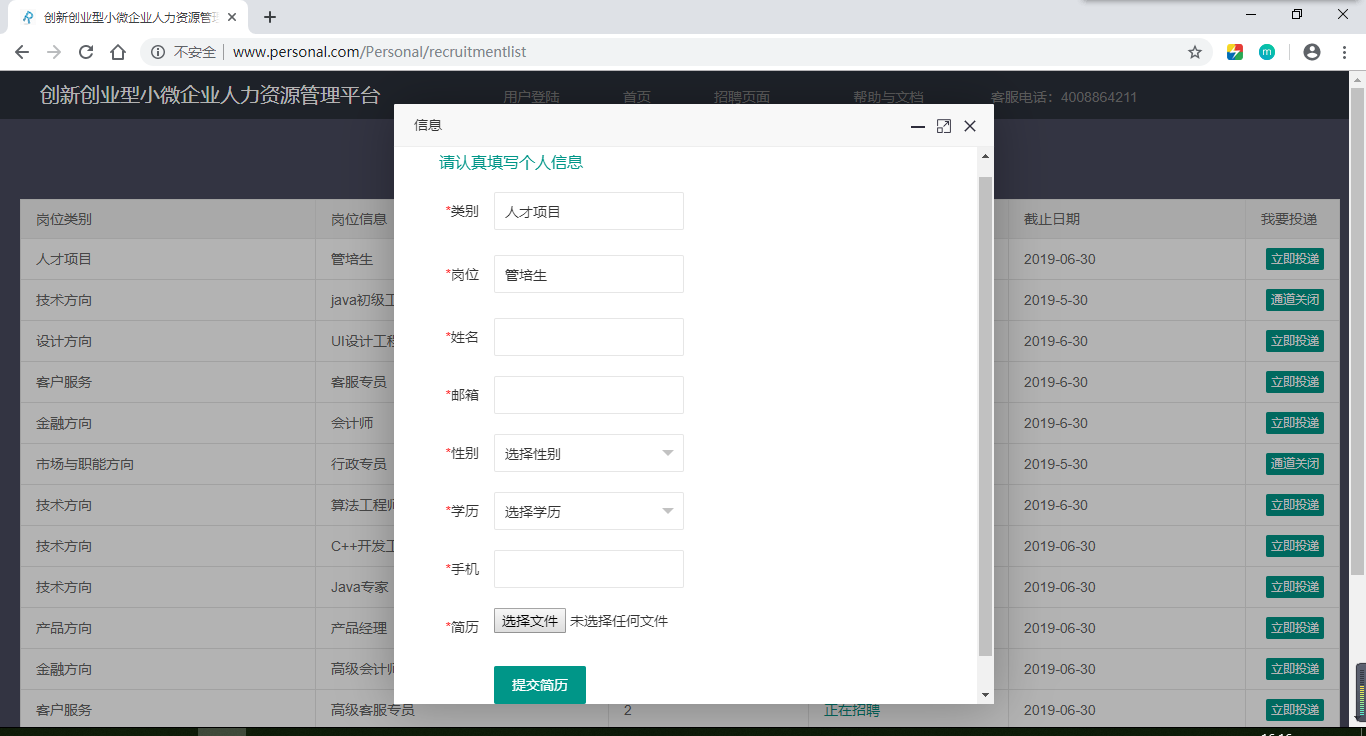 创新创业型小微企业人力资源管
不安全 www.personal.com/Personal/recruitmentlist
创新创业型小微企业人力资源管理平台 用户登陆 首页 招聘页面 帮助与文档 客服电话：4008864211
信息
请认真填写个人信息
*类别 人才项目
*岗位 管培生
*姓名
*邮箱
*性别 选择性别
*学历 选择学历
*手机
*简历 选择文件 未选择任何文件
提交简历
岗位类别 岗位信息 截止日期 我要投递
人才项目 管培生 2019-06-30 立即投递
技术方向 java初级 2019-5-30 通道关闭
设计方向 UI设计工程 2019-6-30 立即投递
客户服务 客服专员 2019-6-30 立即投递
金融方向 会计师 2019-6-30 立即投递
市场与职能方向 行政专员 2019-5-30 通道关闭
技术方向 算法工程师 2019-6-30 立即投递
技术方向 C++开发工 2019-06-30 立即投递
技术方向 Java专家 2019-06-30 立即投递
产品方向 产品经理 2019-06-30 立即投递
金融方向 高级会计师 2019-06-30 立即投递
客户服务 高级客服专员 2 正在招聘 2019-06-30 立即投递